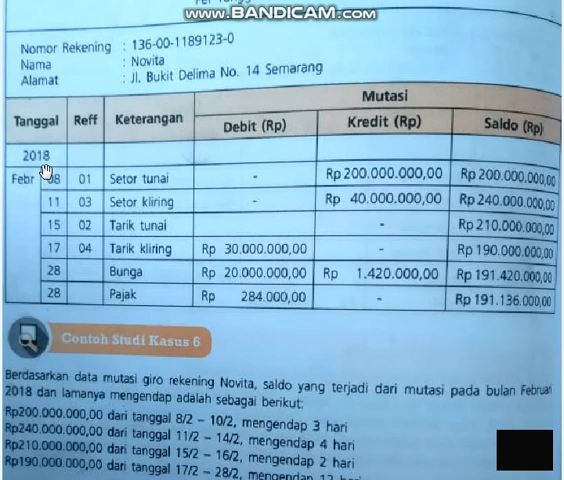 www.BANDICAM.com
Nomor Rekening : 136-00-1189123-0
Nama : Novita
Alamat : Jl. Bukit Delima No. 14 Semarang
Tanggal Reff Keterangan Mutasi
Debit (Rp) Kredit (Rp) Saldo (Rp)
2018
Febr 08 01 Setor tunai - Rp 200.000.000,00 Rp 200.000.000,00
11 03 Setor kliring - Rp 40.000.000,00 Rp 240.000.000,00
15 02 Tarik tunai - Rp 210.000.000,00
17 04 Tarik kliring Rp 30.000.000,00 - Rp 190.000.000,00
28 Bunga Rp 20.000.000,00 Rp 1.420.000,00 Rp 191.420.000,00
28 Pajak Rp 284.000,00 - Rp 191.136.000,00
Contoh Studi Kasus 6
Berdasarkan data mutasi giro rekening Novita, saldo yang terjadi dari mutasi pada bulan Februari
2018 dan lamanya mengendap adalah sebagai berikut:
Rp200.000.000,00 dari tanggal 8/2 – 10/2, mengendap 3 hari
Rp240.000.000,00 dari tanggal 11/2 – 14/2, mengendap 4 hari
Rp210.000.000,00 dari tanggal 15/2 – 16/2, mengendap 2 hari
Rp190.000.000,00 dari tanggal 17/2 – 28/2, mengendap 12 hari